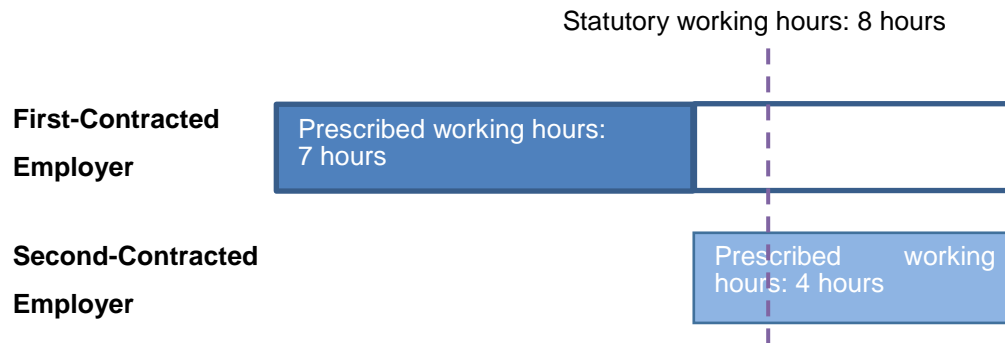 Statutory working hours: 8 hours
First-Contracted
Employer
Prescribed working hours:
7 hours
Second-Contracted
Employer
Prescribed working
hours: 4 hours